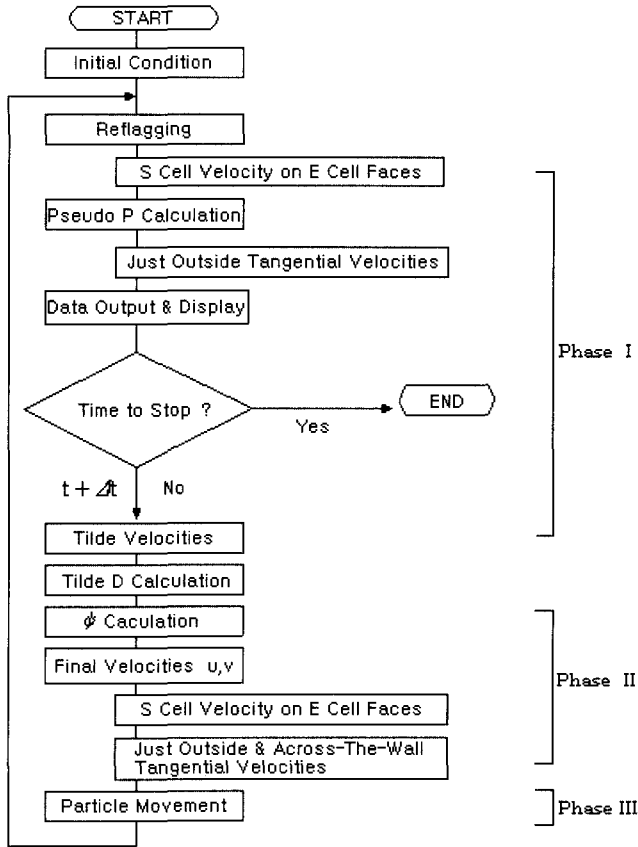 START
Initial Condition
Reflagging
S Cell Velocity on E Cell Faces
Pseudo P Calculation
Just Outside Tangential Velocities
Data Output & Display
Time to Stop ?
Yes
END
t + Δt
No
Tilde Velocities
Phase I
Tilde D Calculation
ϕ Caculation
Final Velocities u,v
S Cell Velocity on E Cell Faces
Just Outside & Across-The-Wall
Tangential Velocities
Phase II
Particle Movement
Phase III